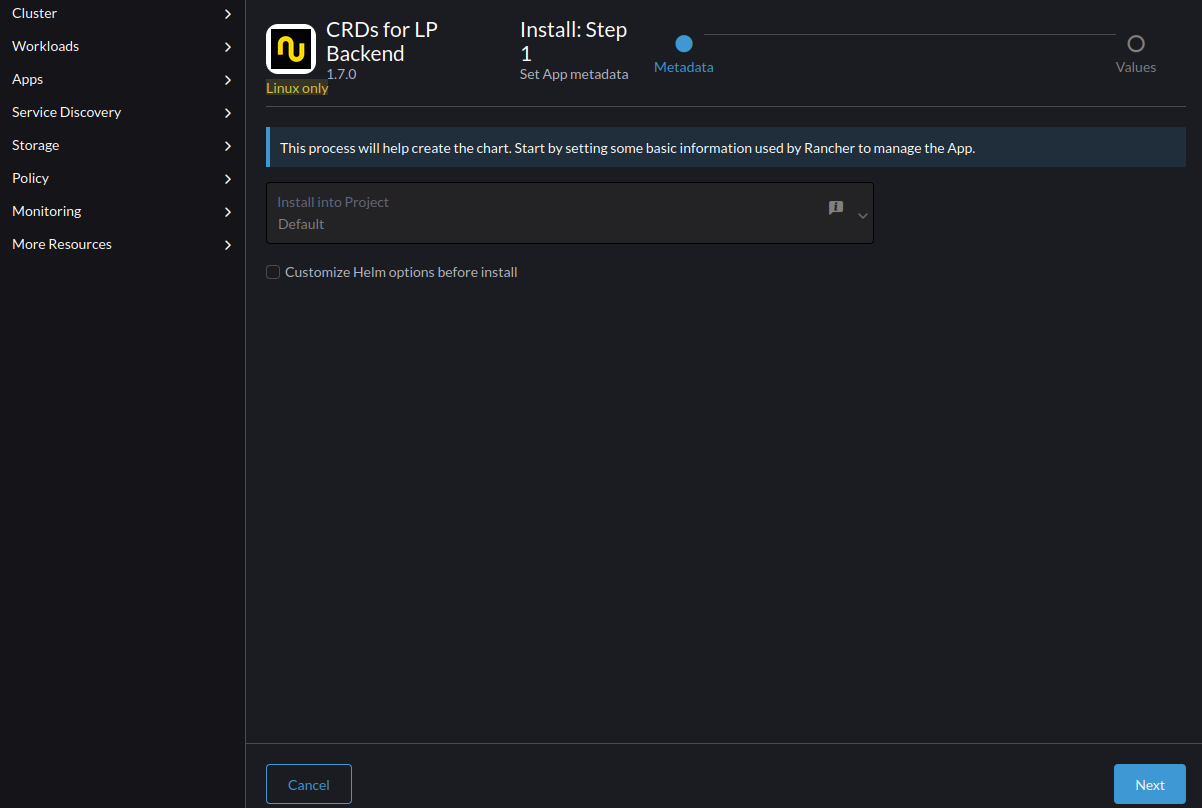 Cluster
Workloads
Apps
Service Discovery
Storage
Policy
Monitoring
More Resources
CRDs for LP
Backend
1.7.0
Linux only
Install: Step
1
Set App metadata
Metadata
Values
This process will help create the chart. Start by setting some basic information used by Rancher to manage the App.
Install into Project
Default
Customize Helm options before install
Cancel
Next